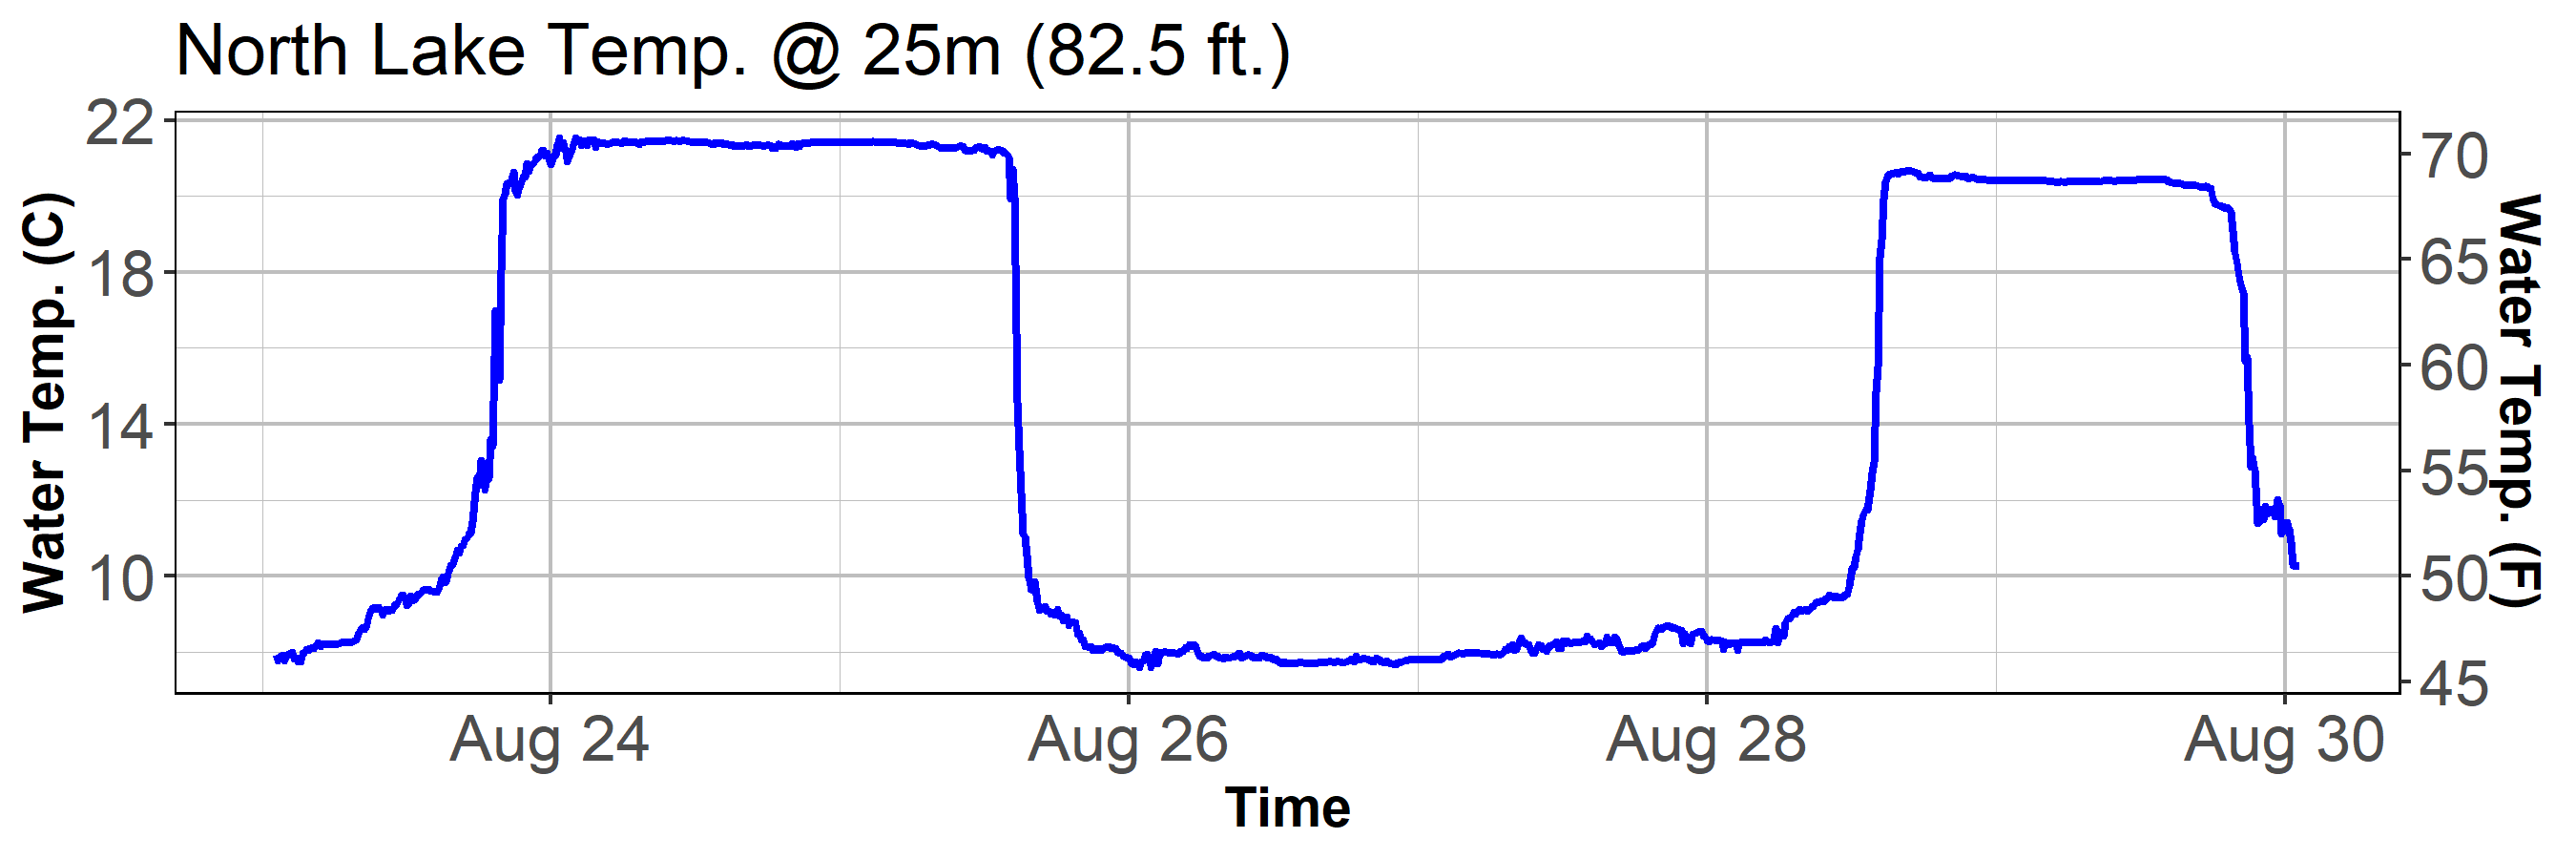 North Lake Temp. @ 25m (82.5 ft.)
Water Temp. (C)
22
18
14
10
70
65
60
55
50
45
Water Temp. (F)
Aug 24 Aug 26 Aug 28 Aug 30
Time